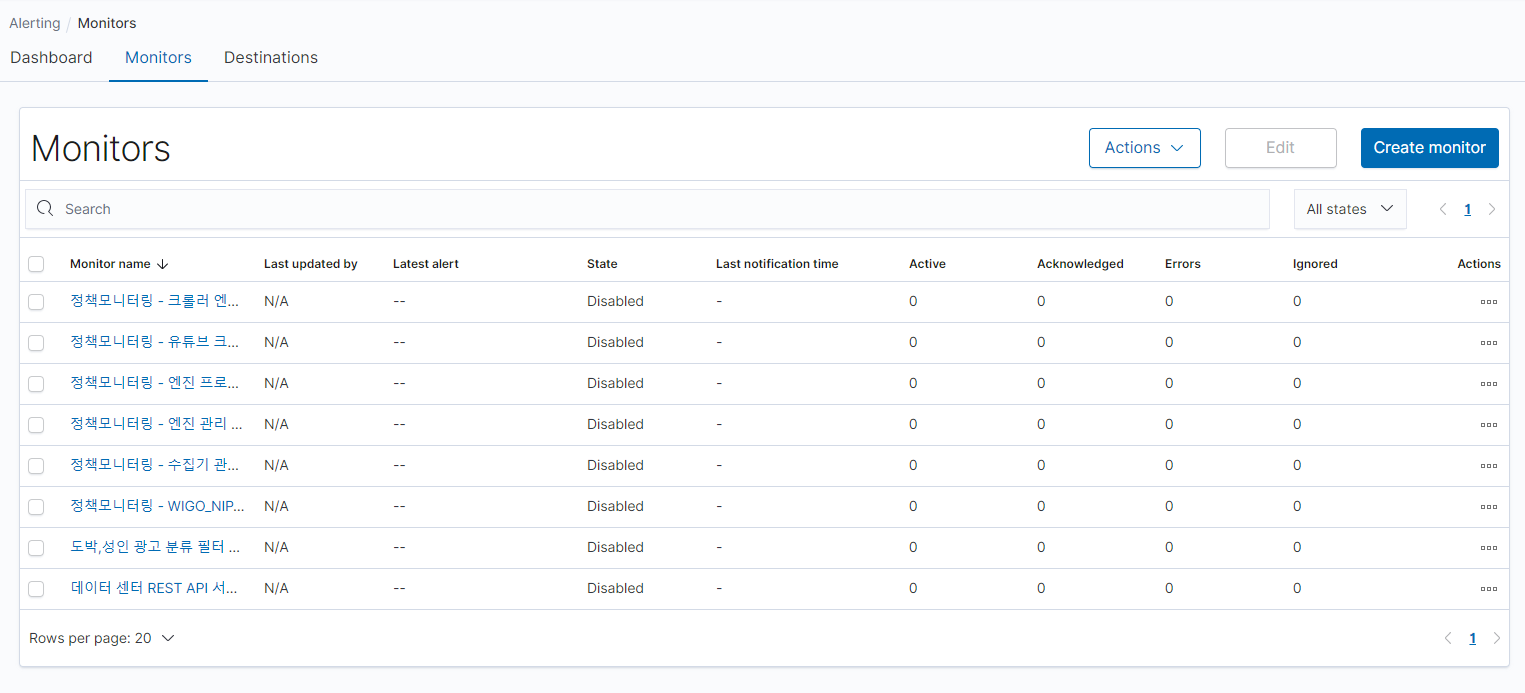 Alerting / Monitors
Dashboard Monitors Destinations
Monitors
Actions Edit Create monitor
Search All states 1
Monitor name Last updated by Latest alert State Last notification time Active Acknowledged Errors Ignored Actions
정책모니터링 - 크롤러 엔... N/A -- Disabled - 0 0 0 0
정책모니터링 - 유튜브 크... N/A -- Disabled - 0 0 0 0
정책모니터링 - 엔진 프로... N/A -- Disabled - 0 0 0 0
정책모니터링 - 엔진 관리 ... N/A -- Disabled - 0 0 0 0
정책모니터링 - 수집기 관... N/A -- Disabled - 0 0 0 0
정책모니터링 - WIGO_NIP... N/A -- Disabled - 0 0 0 0
도박,성인 광고 분류 필터 ... N/A -- Disabled - 0 0 0 0
데이터 센터 REST API 서... N/A -- Disabled - 0 0 0 0
Rows per page: 20 1